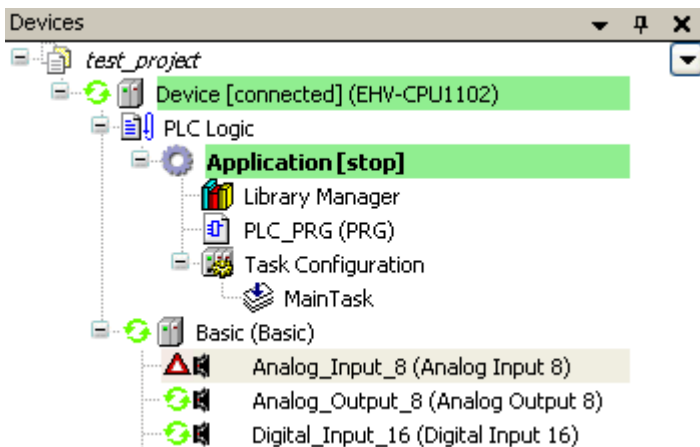 Devices
test_project
Device [connected] (EHV-CPU1102)
PLC Logic
Application [stop]
Library Manager
PLC_PRG (PRG)
Task Configuration
MainTask
Basic (Basic)
Analog_Input_8 (Analog Input 8)
Analog_Output_8 (Analog Output 8)
Digital_Input_16 (Digital Input 16)